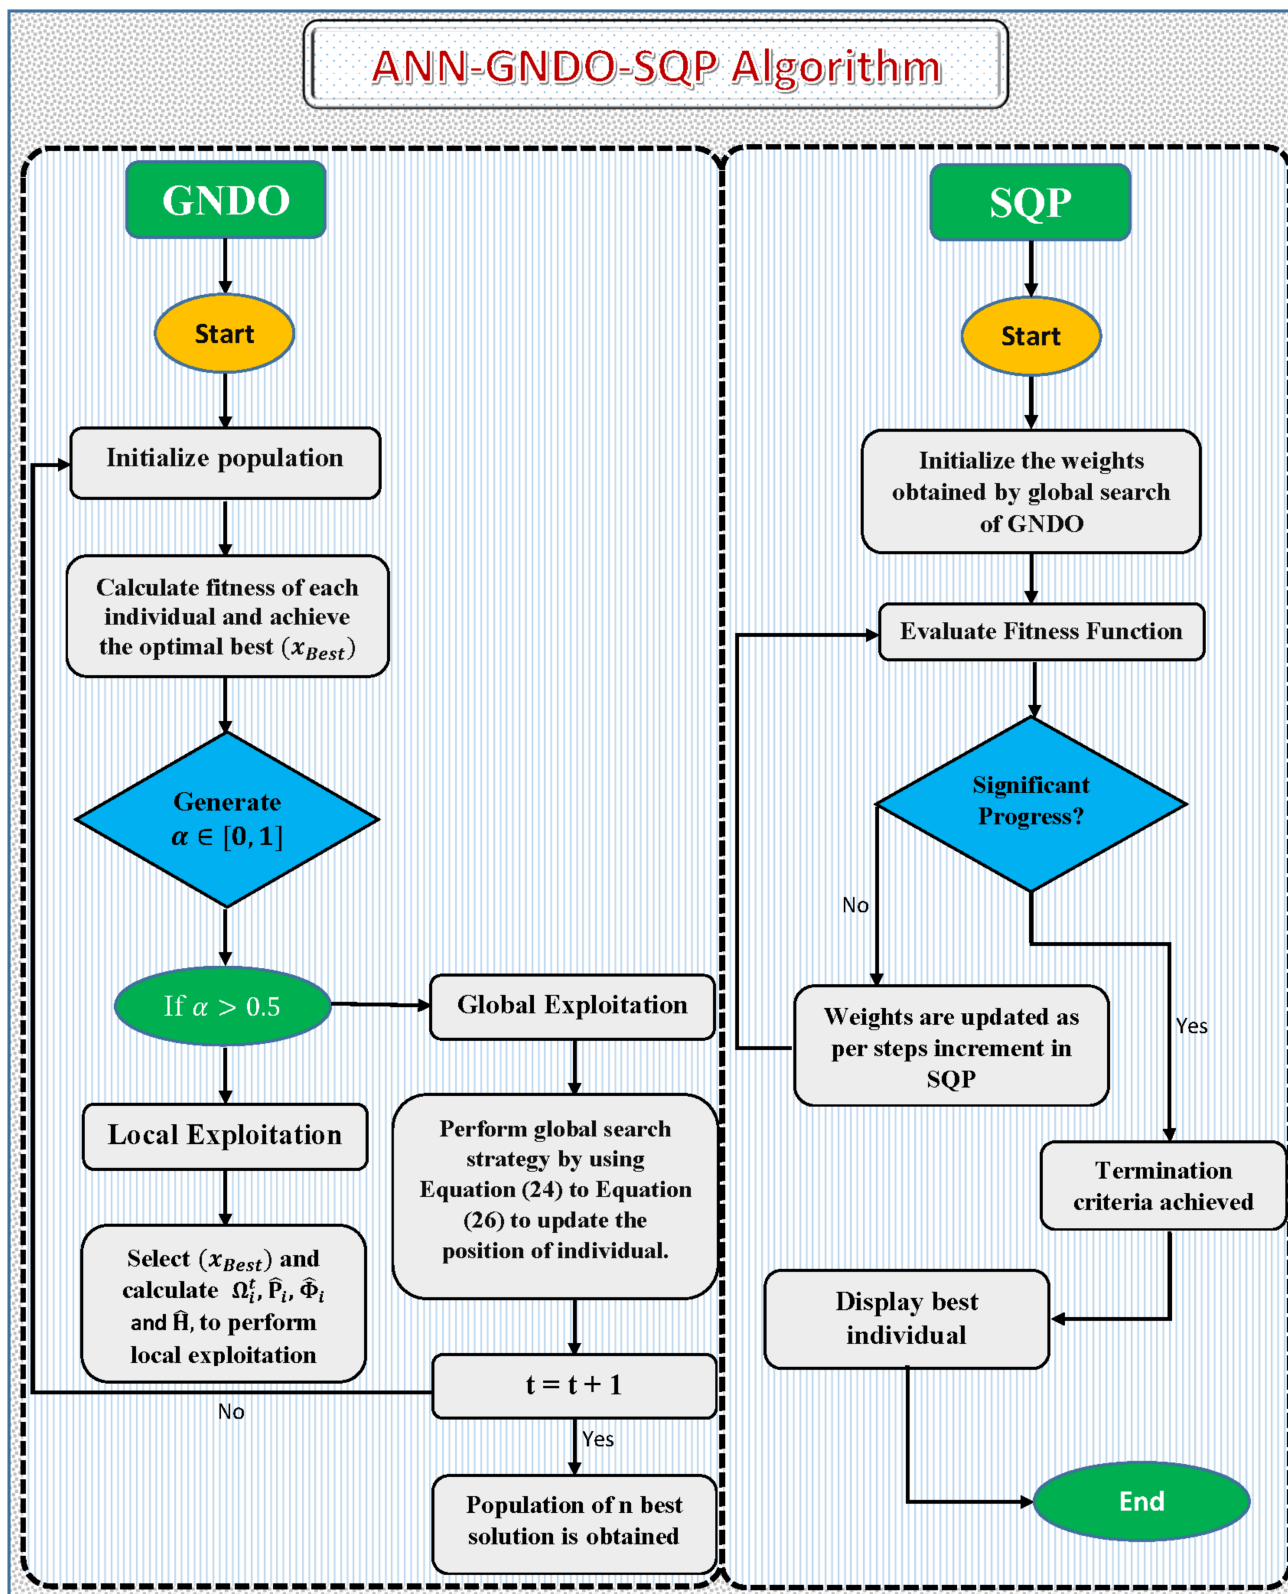 ANN-GNDO-SQP Algorithm
GNDO
Start
Initialize population
Calculate fitness of each
individual and achieve
the optimal best (x_Best)
Generate
α ∈ [0, 1]
If α > 0.5
Global Exploitation
Local Exploitation
Perform global search
strategy by using
Equation (24) to Equation
(26) to update the
position of individual.
Select (x_Best) and
calculate Ω_i^t, P̂_i, Φ̂_i
and Ĥ, to perform
local exploitation
t = t + 1
No
Yes
Population of n best
solution is obtained
SQP
Start
Initialize the weights
obtained by global search
of GNDO
Evaluate Fitness Function
Significant
Progress?
No
Weights are updated as
per steps increment in
SQP
Yes
Termination
criteria achieved
Display best
individual
End